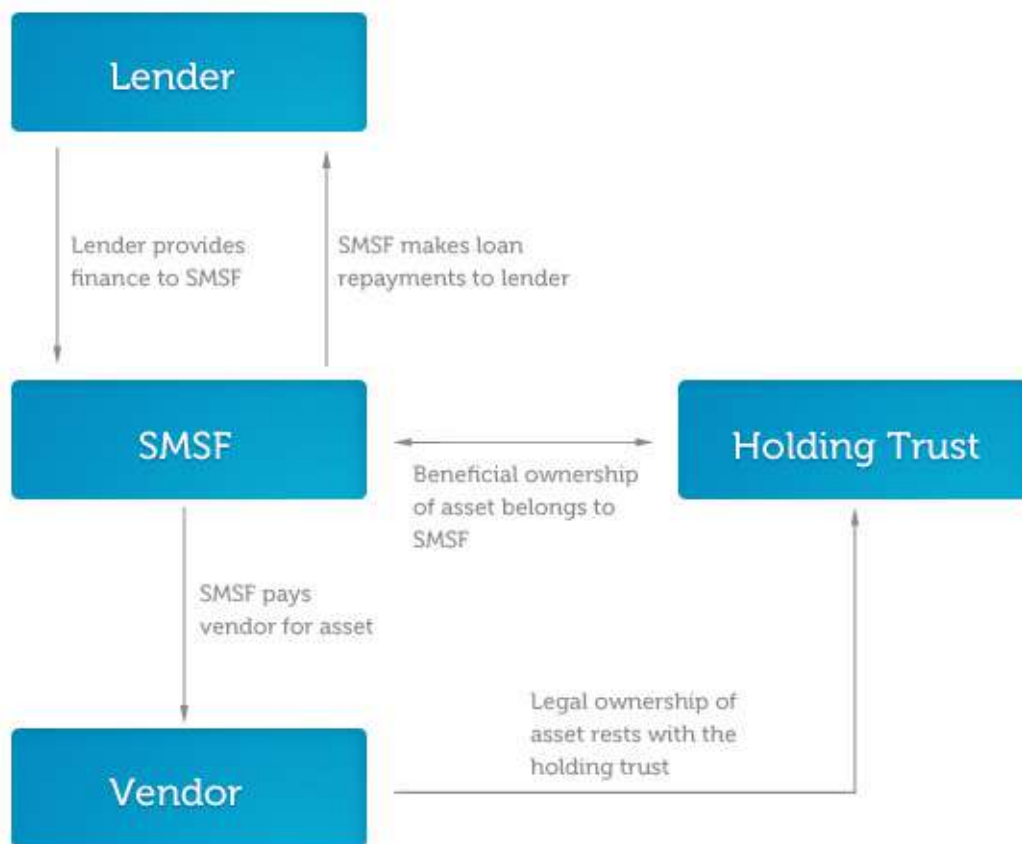 Lender
Lender provides
finance to SMSF
SMSF makes loan
repayments to lender
SMSF
Holding Trust
Beneficial ownership
of asset belongs to
SMSF
SMSF pays
vendor for asset
Legal ownership of
asset rests with the
holding trust
Vendor